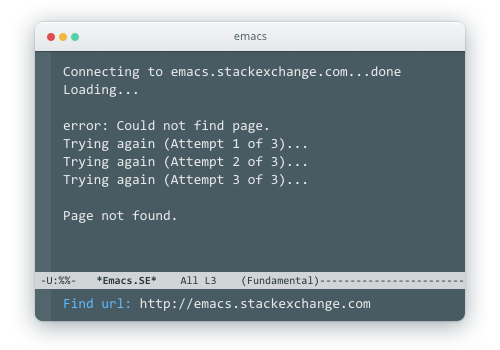 emacs
Connecting to emacs.stackexchange.com...done
Loading...
error: Could not find page.
Trying again (Attempt 1 of 3)...
Trying again (Attempt 2 of 3)...
Trying again (Attempt 3 of 3)...
Page not found.
-U:%%-   *Emacs.SE*    All L3    (Fundamental)------------------------
Find url: http://emacs.stackexchange.com